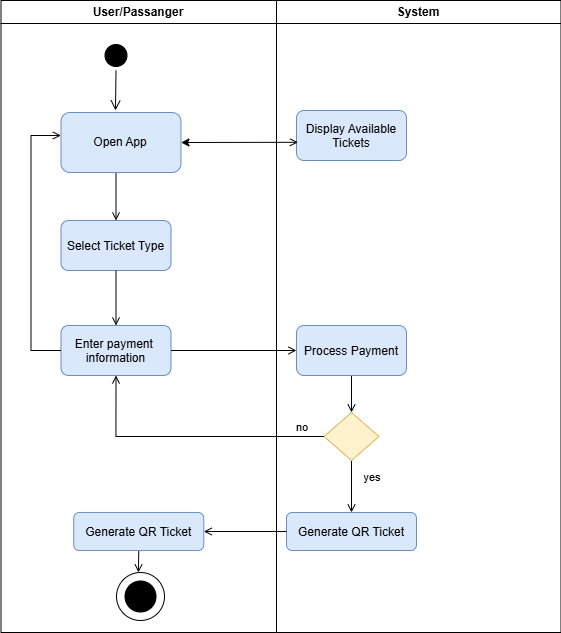 User/Passanger
System
Open App
Display Available
Tickets
Select Ticket Type
Enter payment
information
Process Payment
no
yes
Generate QR Ticket
Generate QR Ticket